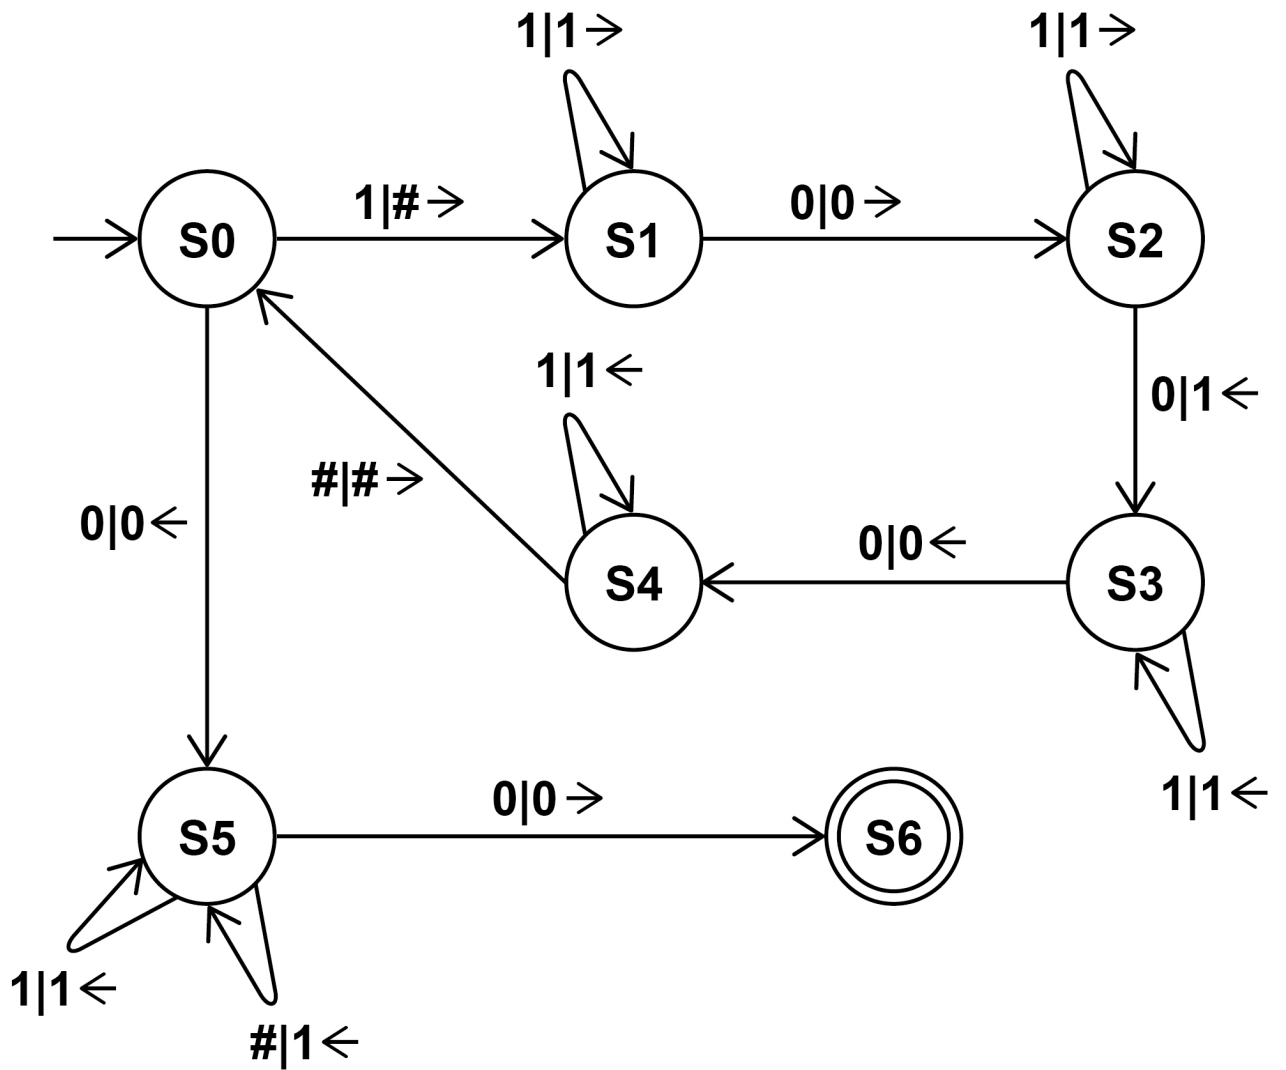 1|1→
1|1→
1|#→
0|0→
S0
S1
S2
1|1←
0|1←
#|#→
0|0←
0|0←
S4
S3
1|1←
0|0→
S5
S6
1|1←
#|1←